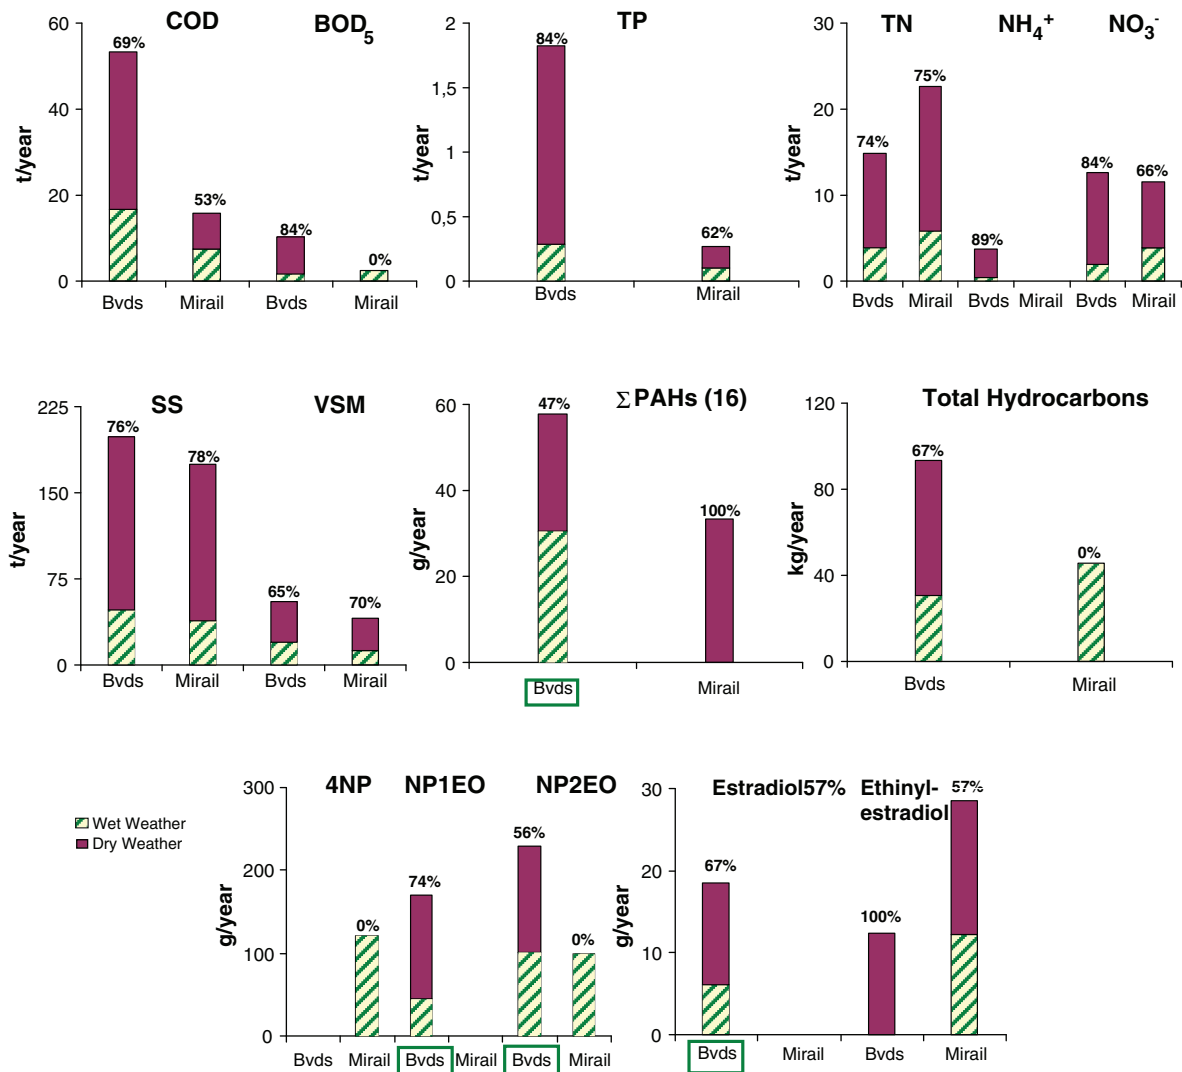 COD BOD5
60
40
20
0
t/year
69%
53%
84%
0%
Bvds Mirail Bvds Mirail
TP
2
1,5
1
0,5
0
t/year
84%
62%
Bvds Mirail
TN NH4+ NO3-
30
20
10
0
t/year
74%
75%
89%
84%
66%
Bvds Mirail Bvds Mirail Bvds Mirail
SS VSM
225
150
75
0
t/year
76%
78%
65%
70%
Bvds Mirail Bvds Mirail
Σ PAHs (16)
60
40
20
0
g/year
47%
100%
Bvds Mirail
Total Hydrocarbons
120
80
40
0
kg/year
67%
0%
Bvds Mirail
Wet Weather
Dry Weather
4NP NP1EO NP2EO
300
200
100
0
g/year
0%
74%
56%
0%
Bvds Mirail Bvds Mirail Bvds Mirail
Estradiol57% Ethinyl-
estradiol
30
20
10
0
g/year
67%
100%
57%
Bvds Mirail Bvds Mirail